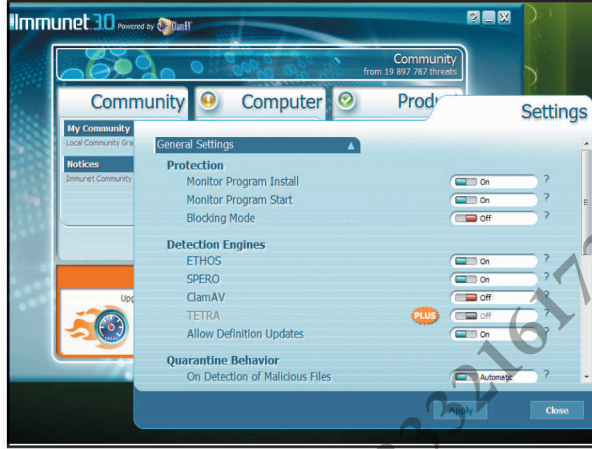 Immunet 3.0 Powered by
Community
from 19 897 787 threats
Community
Computer
Settings
My Community
Notices
Immunet Community
General Settings
Protection
Monitor Program Install On ?
Monitor Program Start On ?
Blocking Mode Off ?
Detection Engines
ETHOS On ?
SPERO On ?
ClamAV Off ?
TETRA PLUS Off ?
Allow Definition Updates On ?
Quarantine Behavior
On Detection of Malicious Files Automatic ?
Apply Close